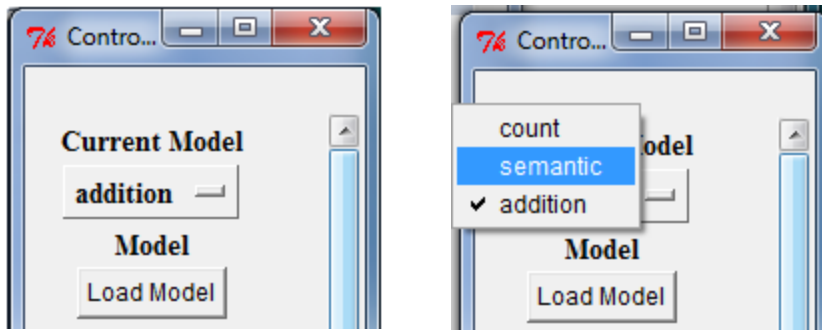 Contro...
Current Model
addition
Model
Load Model
Contro...
count
odel
semantic
addition
Model
Load Model